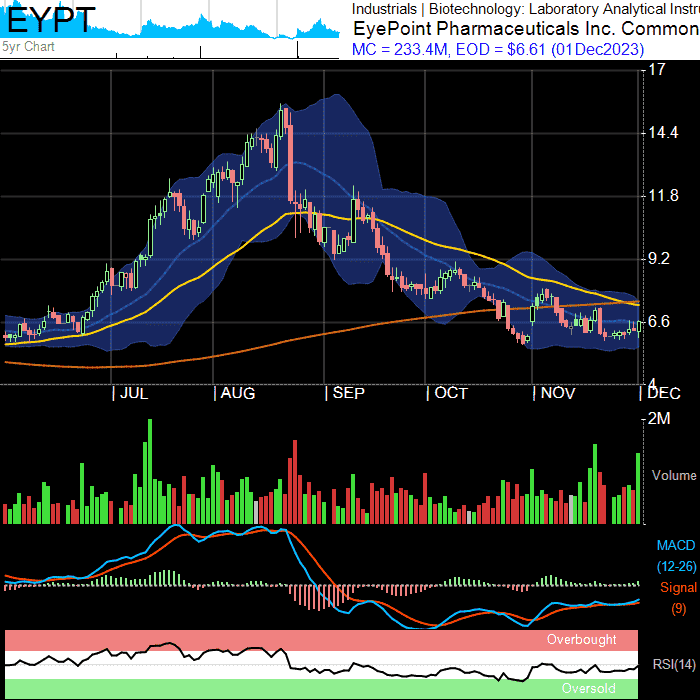 EYPT
5yr Chart
Industrials | Biotechnology: Laboratory Analytical Instru
EyePoint Pharmaceuticals Inc. Common
MC = 233.4M, EOD = $6.61 (01Dec2023)
17
14.4
11.8
9.2
6.6
4
JUL AUG SEP OCT NOV DEC
2M
Volume
MACD
(12-26)
Signal
(9)
Overbought
RSI(14)
Oversold